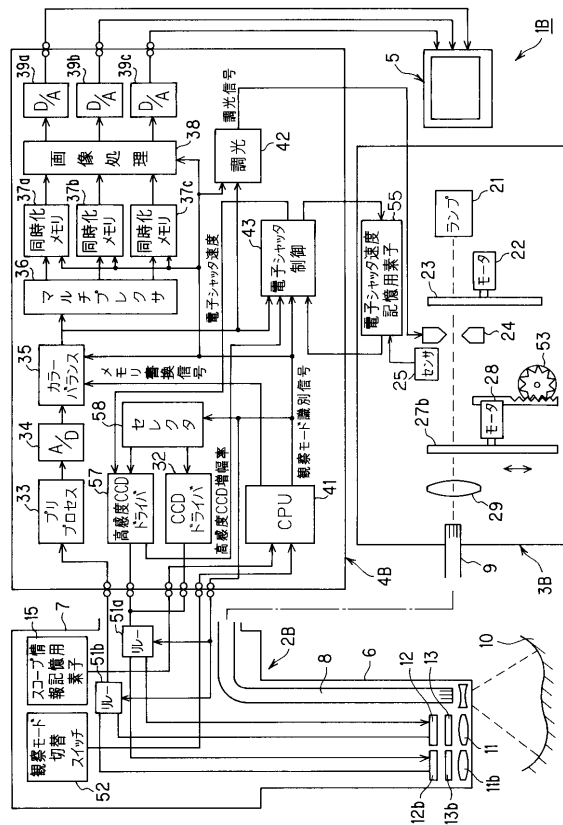 39a
39b
39c
D/A
D/A
D/A
5
1B
38
画像処理
調光信号
調光
42
37a
37b
37c
同時化
メモリ
同時化
メモリ
同時化
メモリ
36
マルチプレクサ
電子シャッタ速度
43
電子シャッタ
制御
55
電子シャッタ速度
記憶用素子
21
ランプ
22
モータ
23
24
センサ
25
53
28
モータ
27b
29
9
3B
35
カラー
バランス
メモリ書換信号
34
A/D
33
プリ
プロセス
58
セレクタ
57
高感度CCD
ドライバ
32
CCD
ドライバ
高感度CCD増幅率
観察モード識別信号
41
CPU
4B
15
7
スコープ情
報記憶用
素子
51b
リレー
51a
リレー
観察モード
切替
スイッチ
52
2B
6
8
12
13
11
10
12b
13b
11b